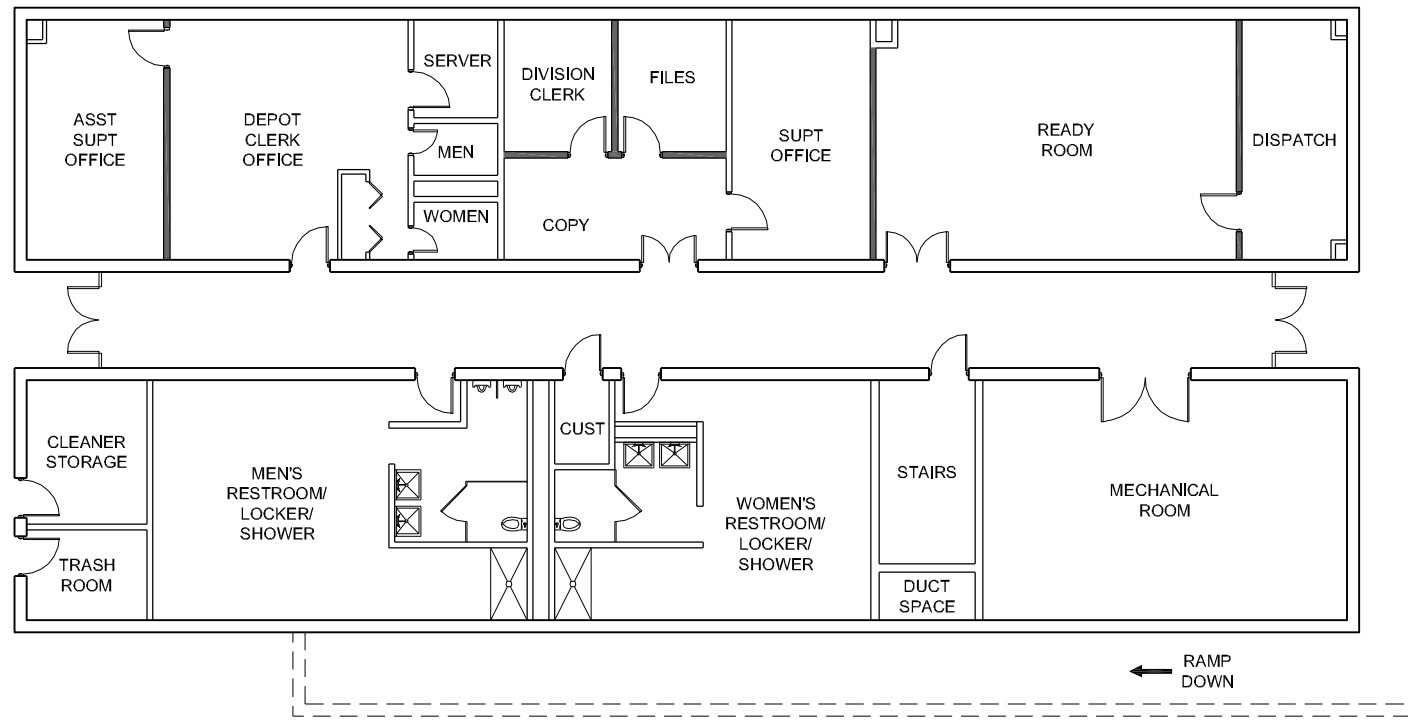 ASST
SUPT
OFFICE
DEPOT
CLERK
OFFICE
SERVER
MEN
WOMEN
DIVISION
CLERK
FILES
COPY
SUPT
OFFICE
READY
ROOM
DISPATCH
CLEANER
STORAGE
TRASH
ROOM
MEN'S
RESTROOM/
LOCKER/
SHOWER
CUST
WOMEN'S
RESTROOM/
LOCKER/
SHOWER
STAIRS
DUCT
SPACE
MECHANICAL
ROOM
RAMP
DOWN